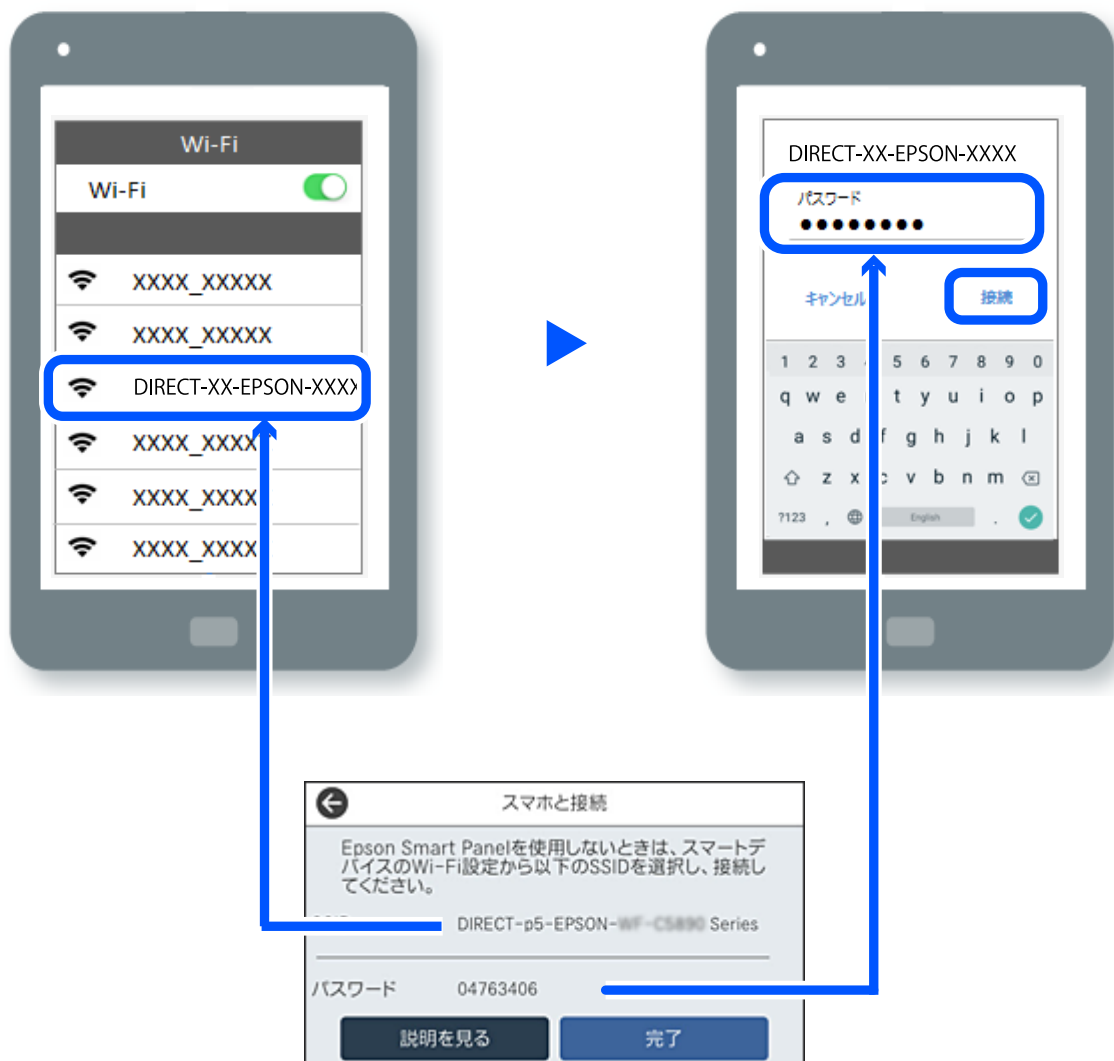 Wi-Fi
Wi-Fi
XXXX_XXXXX
XXXX_XXXXX
DIRECT-XX-EPSON-XXXX
XXXX_XXXX
XXXX_XXXX
XXXX_XXXX
DIRECT-XX-EPSON-XXXX
パスワード
●●●●●●●●
キャンセル
接続
1 2 3 5 6 7 8 9 0
q w e t y u i o p
a s d f g h j k l
z x c v b n m
?123 , English .
スマホと接続
Epson Smart Panelを使用しないときは、スマートデ
バイスのWi-Fi設定から以下のSSIDを選択し、接続し
てください。
DIRECT-p5-EPSON- Series
パスワード 04763406
説明を見る 完了